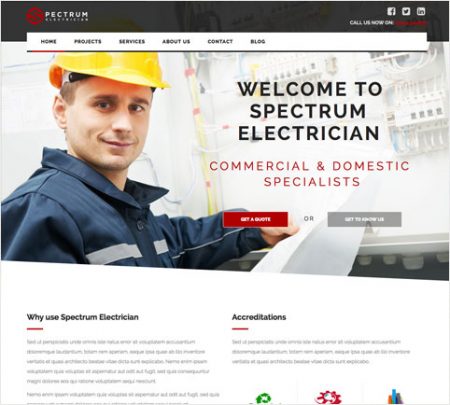 PECTRUM
ELECTRICIAN
CALL US NOW ON:
HOME PROJECTS SERVICES ABOUT US CONTACT BLOG
WELCOME TO
SPECTRUM
ELECTRICIAN
COMMERCIAL & DOMESTIC
SPECIALISTS
GET A QUOTE OR GET TO KNOW US
Why use Spectrum Electrician
Sed ut perspiciatis unde omnis iste natus error sit voluptatem accusantium
doloremque laudantium, totam rem aperiam, eaque ipsa quae ab illo inventore
veritatis et quasi architecto beatae vitae dicta sunt explicabo. Nemo enim ipsam
voluptatem quia voluptas sit aspernatur aut odit aut fugit, sed quia consequuntur
magni dolores eos qui ratione voluptatem sequi nesciunt.
Nemo enim ipsam voluptatem quia voluptas sit aspernatur aut odit aut fugit, sed
Accreditations
Sed ut perspiciatis unde omnis iste natus error sit voluptatem accusantium
doloremque laudantium, totam rem aperiam, eaque ipsa quae ab illo inventore
veritatis et quasi architecto beatae vitae dicta sunt explicabo.